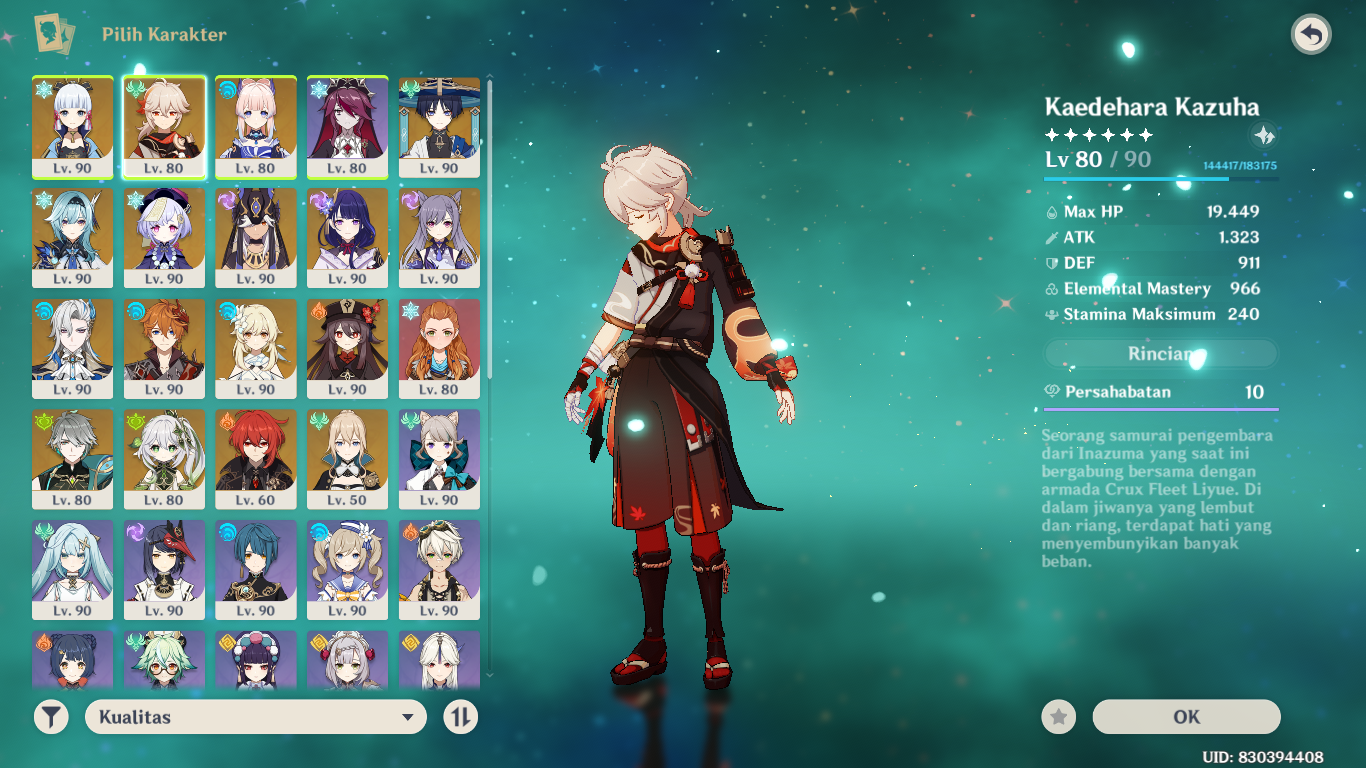 Pilih Karakter
Lv. 90
Lv. 80
Lv. 80
Lv. 80
Lv. 90
Lv. 90
Lv. 90
Lv. 90
Lv. 90
Lv. 90
Lv. 90
Lv. 90
Lv. 90
Lv. 90
Lv. 80
Lv. 80
Lv. 80
Lv. 60
Lv. 50
Lv. 90
Lv. 90
Lv. 90
Lv. 90
Lv. 90
Lv. 90
Kualitas
Kaedehara Kazuha
Lv 80 / 90
144417/183175
Max HP 19.449
ATK 1.323
DEF 911
Elemental Mastery 966
Stamina Maksimum 240
Rincian
Persahabatan 10
Seorang samurai pengembara
dari Inazuma yang saat ini
bergabung bersama dengan
armada Crux Fleet Liyue. Di
dalam jiwanya yang lembut
dan riang, terdapat hati yang
menyembunyikan banyak
beban.
OK
UID: 830394408